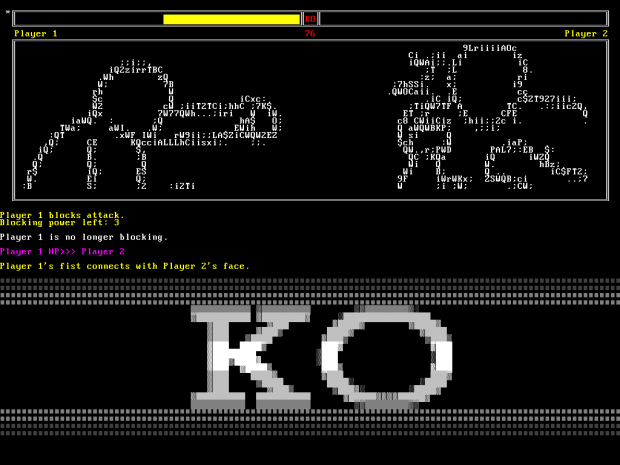 KO
Player 1
76
Player 2
Player 1 blocks attack.
Blocking power left: 3
Player 1 is no longer blocking.
Player 1 HP>>> Player 2
Player 1's fist connects with Player 2's face.
KO